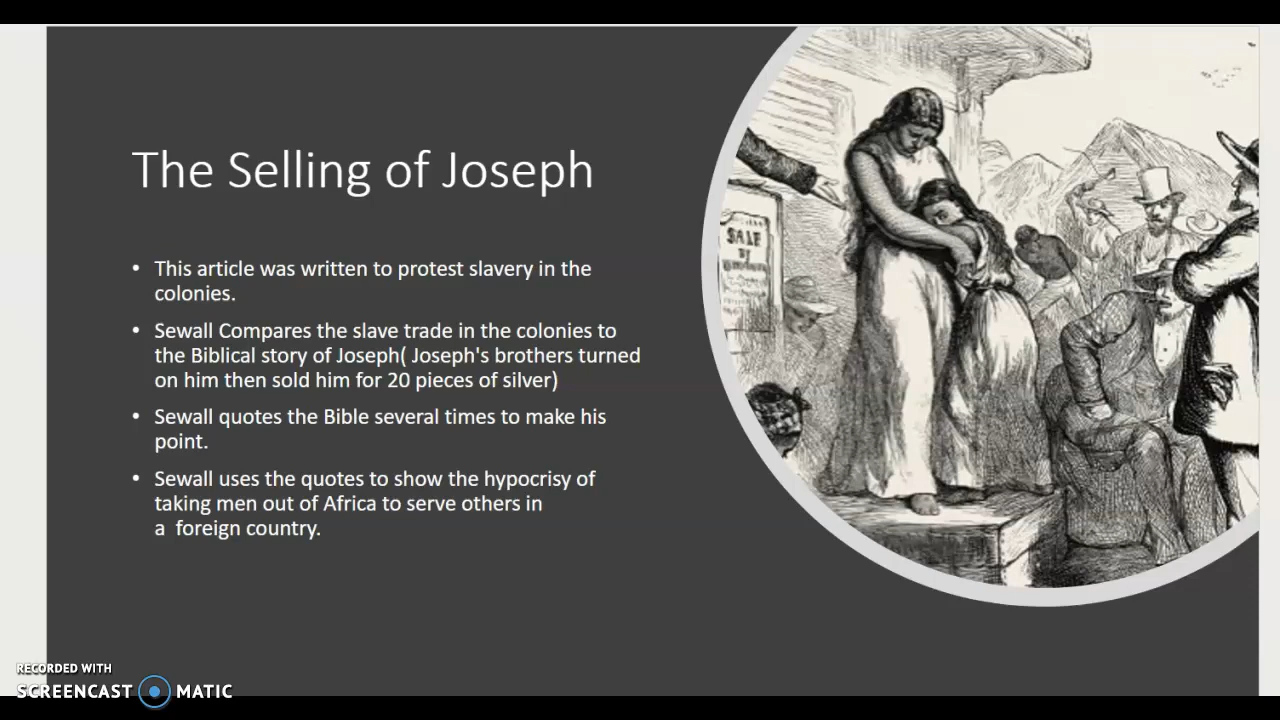 The Selling of Joseph
• This article was written to protest slavery in the
colonies.
• Sewall Compares the slave trade in the colonies to
the Biblical story of Joseph( Joseph's brothers turned
on him then sold him for 20 pieces of silver)
• Sewall quotes the Bible several times to make his
point.
• Sewall uses the quotes to show the hypocrisy of
taking men out of Africa to serve others in
a  foreign country.
SALE
RECORDED WITH
SCREENCAST MATIC